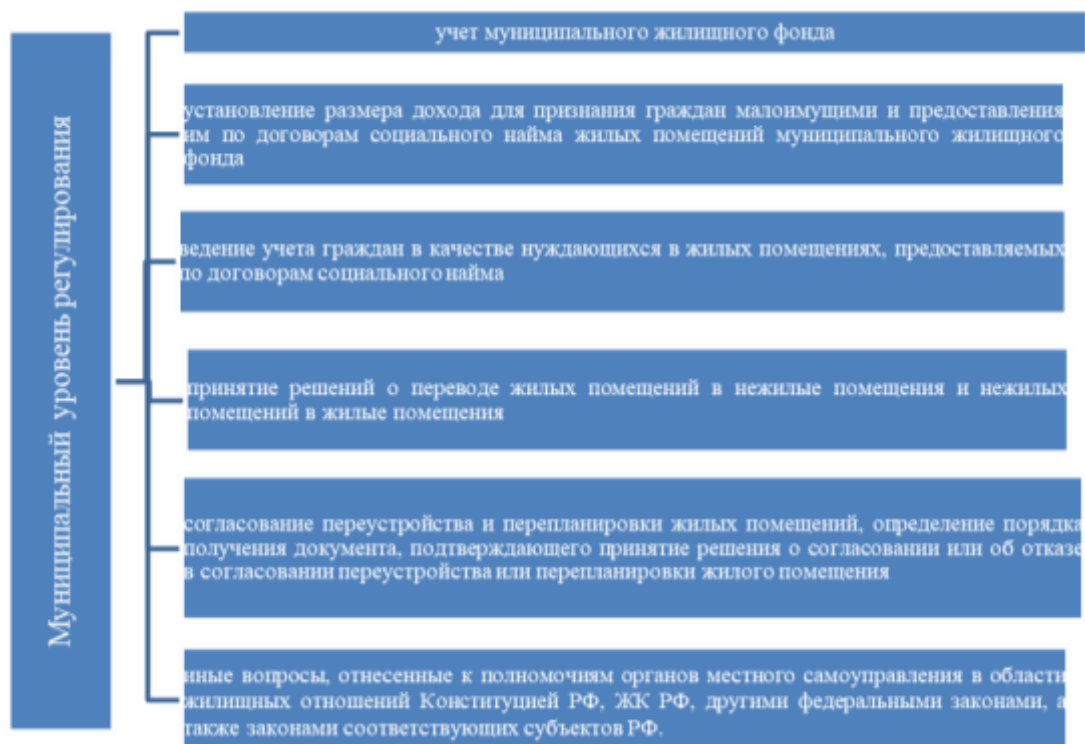 Муниципальный уровень регулирования
учет муниципального жилищного фонда
установление размера дохода для признания граждан малоимущими и предоставления
им по договорам социального найма жилых помещений муниципального жилищного
фонда
ведение учета граждан в качестве нуждающихся в жилых помещениях, предоставляемых
по договорам социального найма
принятие решений о переводе жилых помещений в нежилые помещения и нежилых
помещений в жилые помещения
согласование переустройства и перепланировки жилых помещений, определение порядка
получения документа, подтверждающего принятие решения о согласовании или об отказе
в согласовании переустройства или перепланировки жилого помещения
иные вопросы, отнесенные к полномочиям органов местного самоуправления в области
жилищных отношений Конституцией РФ, ЖК РФ, другими федеральными законами, а
также законами соответствующих субъектов РФ.